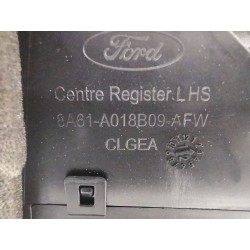 Ford
Centre Register LHS
8A61-A018B09-AFW
CLGEA